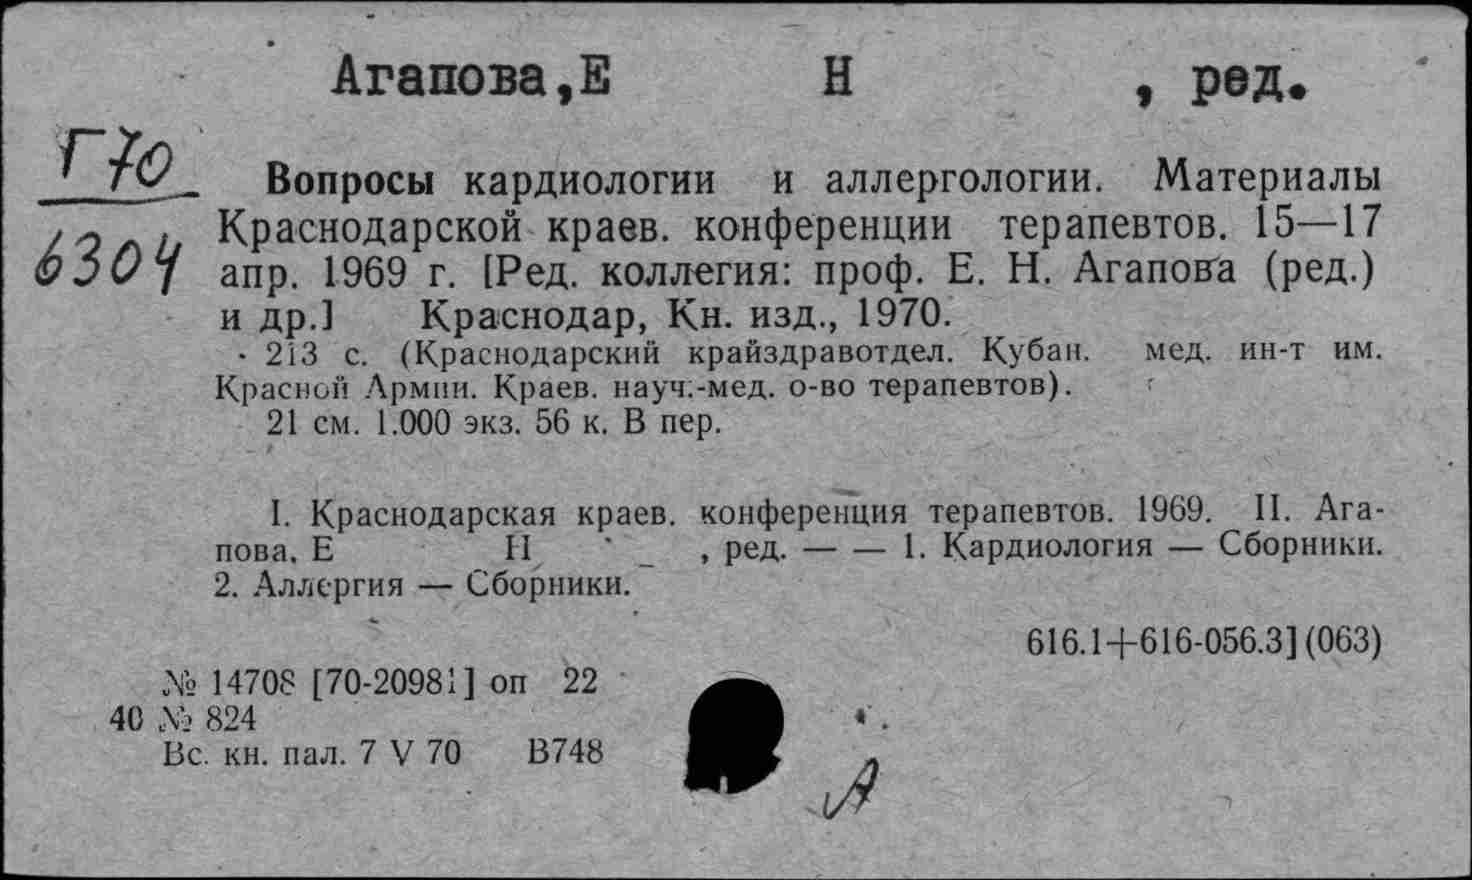 Агапова,Е Н , ред.
Г70
6304
Вопросы кардиологии и аллергологии. Материалы
Краснодарской краев. конференции терапевтов. 15—17
апр. 1969 г. [Ред. коллегия: проф. Е. Н. Агапова (ред.)
и др.] Краснодар, Кн. изд., 1970.
213 с. (Краснодарский крайздравотдел. Кубан. мед. ин-т им.
Красной Армии. Краев. науч.-мед. о-во терапевтов).
21 см. 1.000 экз. 56 к. В пер.
I. Краснодарская краев. конференция терапевтов. 1969. II. Ага-
пова, Е Н , ред. — — 1. Кардиология — Сборники.
2. Аллергия — Сборники.
616.1+616-056.3] (063)
№ 14708 [70-20981] оп 22
40 № 824
Вс. кн. пал. 7 V 70 В748
А